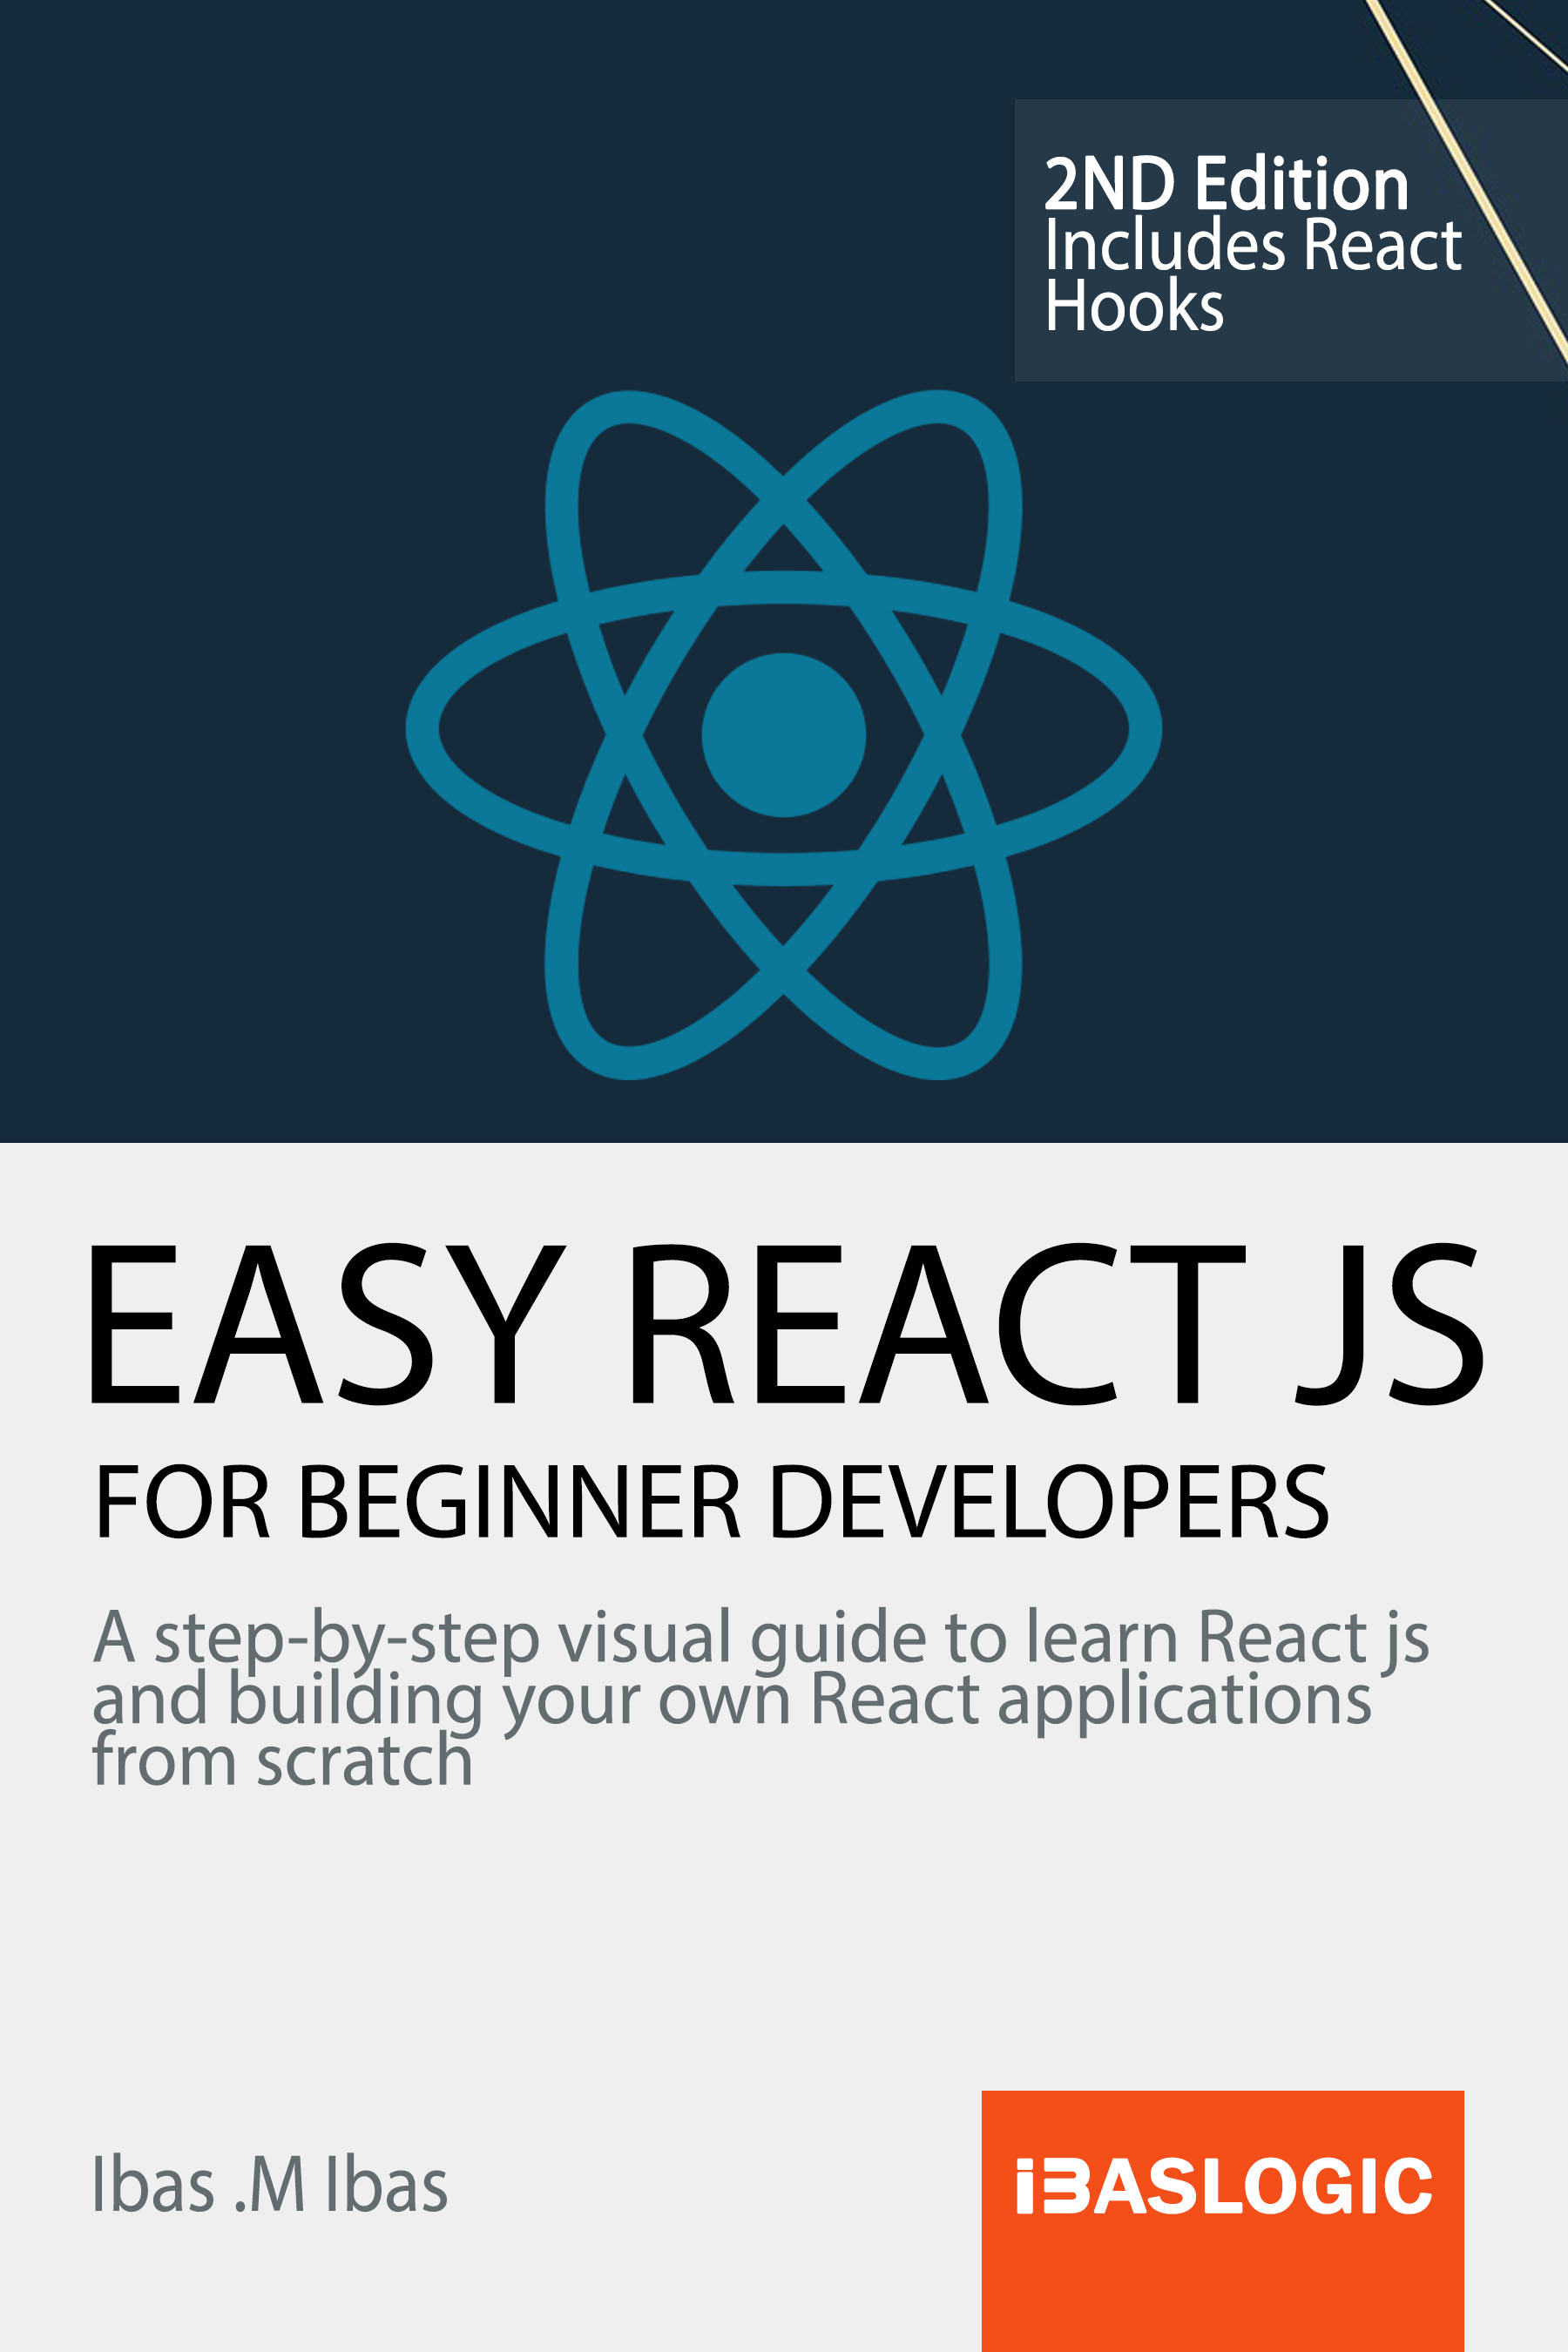 2ND Edition
Includes React
Hooks
EASY REACT JS
FOR BEGINNER DEVELOPERS
A step-by-step visual guide to learn React js
and building your own React applications
from scratch
Ibas .M Ibas
iBASLOGIC